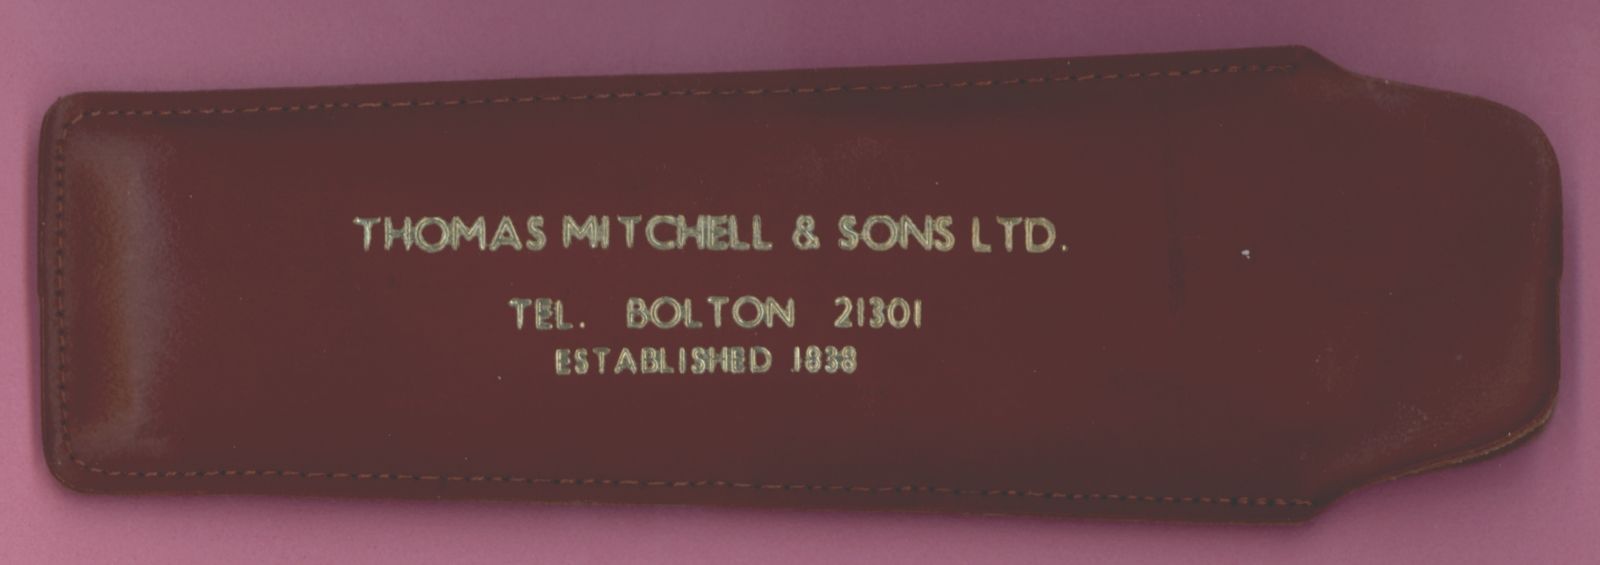 THOMAS MITCHELL & SONS LTD.
TEL. BOLTON 21301
ESTABLISHED 1838